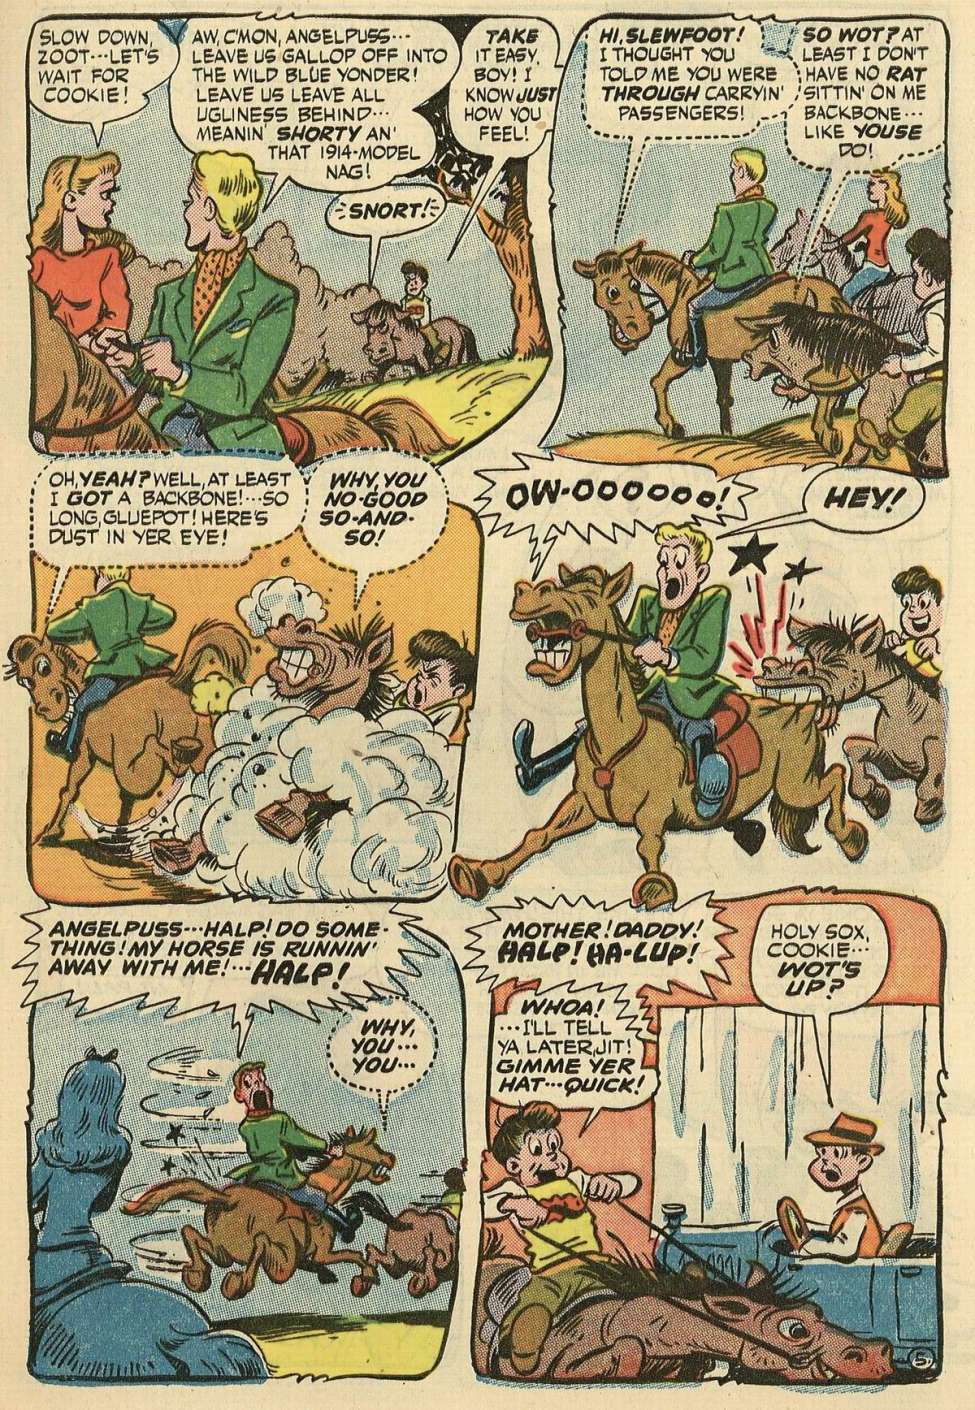 SLOW DOWN,
ZOOT---LET'S
WAIT FOR
COOKIE!
AW, C'MON, ANGELPUSS---
LEAVE US GALLOP OFF INTO
THE WILD BLUE YONDER!
LEAVE US LEAVE ALL
UGLINESS BEHIND---
MEANIN' SHORTY AN'
THAT 1914-MODEL
NAG!
SNORT!
TAKE
IT EASY,
BOY! I
KNOW JUST
HOW YOU
FEEL!
HI, SLEWFOOT!
I THOUGHT YOU
TOLD ME YOU WERE
THROUGH CARRYIN'
PASSENGERS!
SO WOT? AT
LEAST I DON'T
HAVE NO RAT
SITTIN' ON ME
BACKBONE---
LIKE YOUSE
DO!
OH, YEAH? WELL, AT LEAST
I GOT A BACKBONE!---SO
LONG, GLUEPOT! HERE'S
DUST IN YER EYE!
WHY, YOU
NO-GOOD
SO-AND-
SO!
OW-OOOOOO!
HEY!
ANGELPUSS---HALP! DO SOME-
THING! MY HORSE IS RUNNIN'
AWAY WITH ME!---HALP!
WHY,
YOU---
YOU---
MOTHER! DADDY!
HALP! HA-LUP!
WHOA!
---I'LL TELL
YA LATER, JIT!
GIMME YER
HAT---QUICK!
HOLY SOX,
COOKIE---
WOT'S
UP?
5